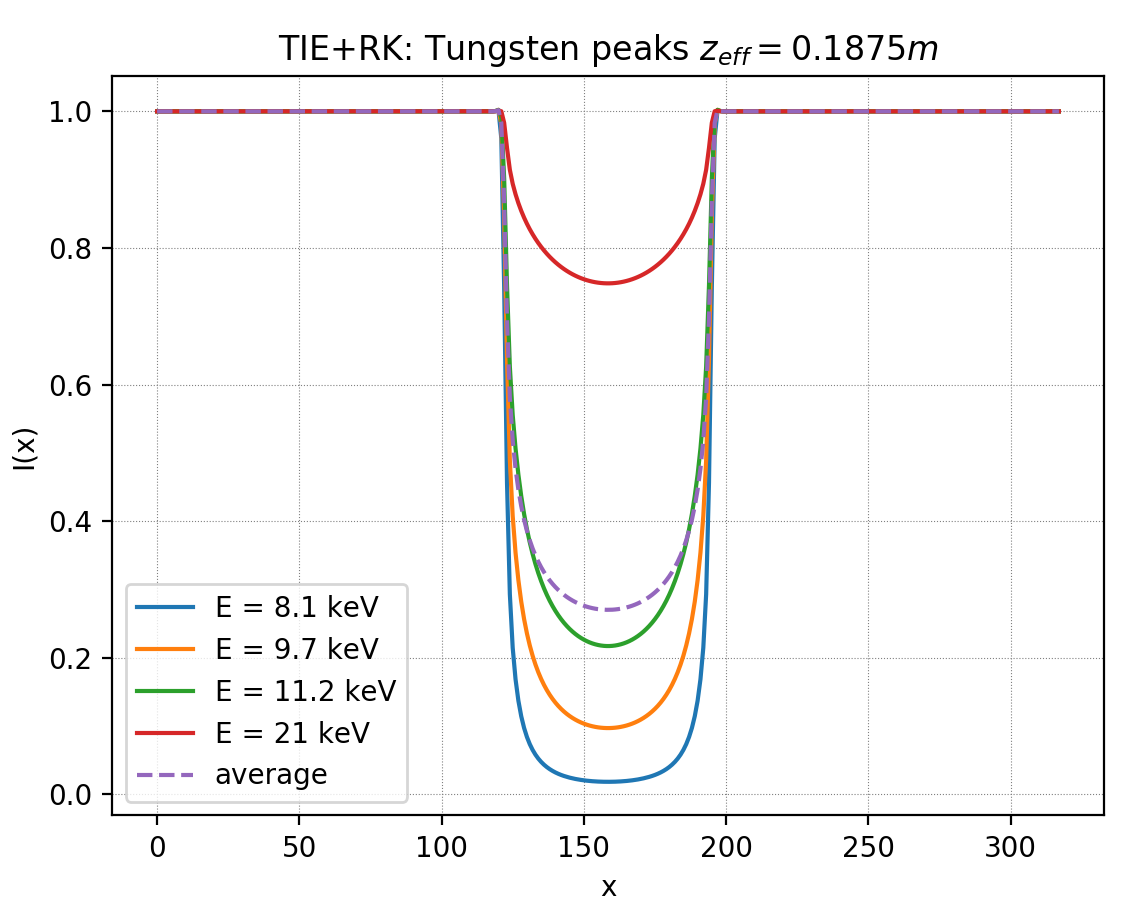 TIE+RK: Tungsten peaks z_eff = 0.1875m
I(x)
1.0
0.8
0.6
0.4
0.2
0.0
E = 8.1 keV
E = 9.7 keV
E = 11.2 keV
E = 21 keV
average
0 50 100 150 200 250 300
x